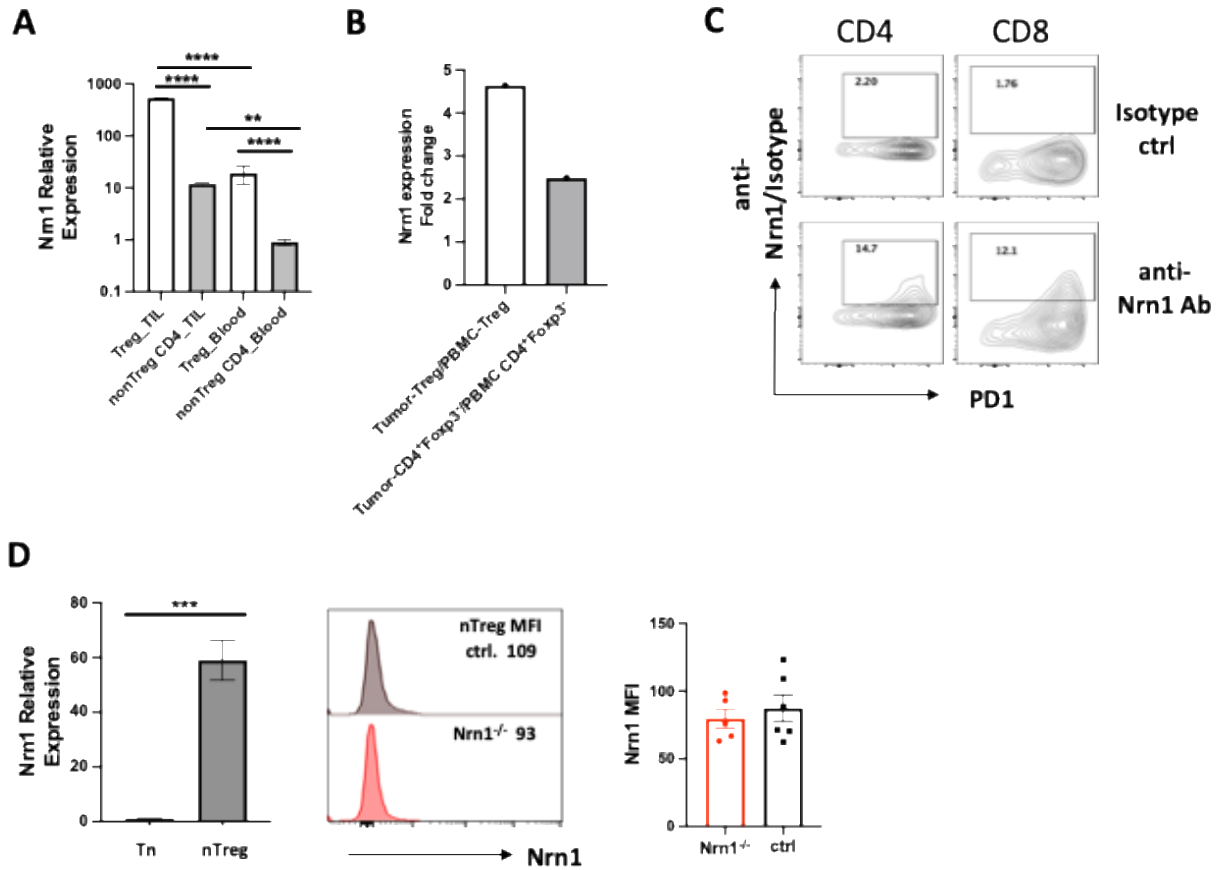 A
Nrn1 Relative
Expression
1000
100
10
1
0.1
****
****
**
****
Treg_TIL
nonTreg CD4_TIL
Treg_Blood
nonTreg CD4_Blood
B
Nrn1 expression
Fold change
5
4
3
2
1
0
Tumor-Treg/PBMC-Treg
Tumor-CD4+Foxp3-/PBMC CD4+Foxp3-
C
CD4
CD8
2.20
1.76
Isotype
ctrl
anti-
Nrn1/Isotype
14.7
12.1
anti-
Nrn1 Ab
PD1
D
Nrn1 Relative
Expression
80
60
40
20
0
***
Tn
nTreg
nTreg MFI
ctrl. 109
Nrn1-/- 93
Nrn1
Nrn1 MFI
150
100
50
0
Nrn1-/-
ctrl